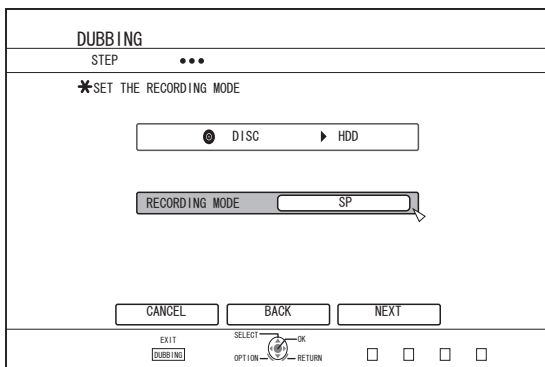 DUBBING
STEP
✱SET THE RECORDING MODE
DISC ▶ HDD
RECORDING MODE SP
CANCEL BACK NEXT
EXIT
DUBBING
SELECT OK
OPTION RETURN